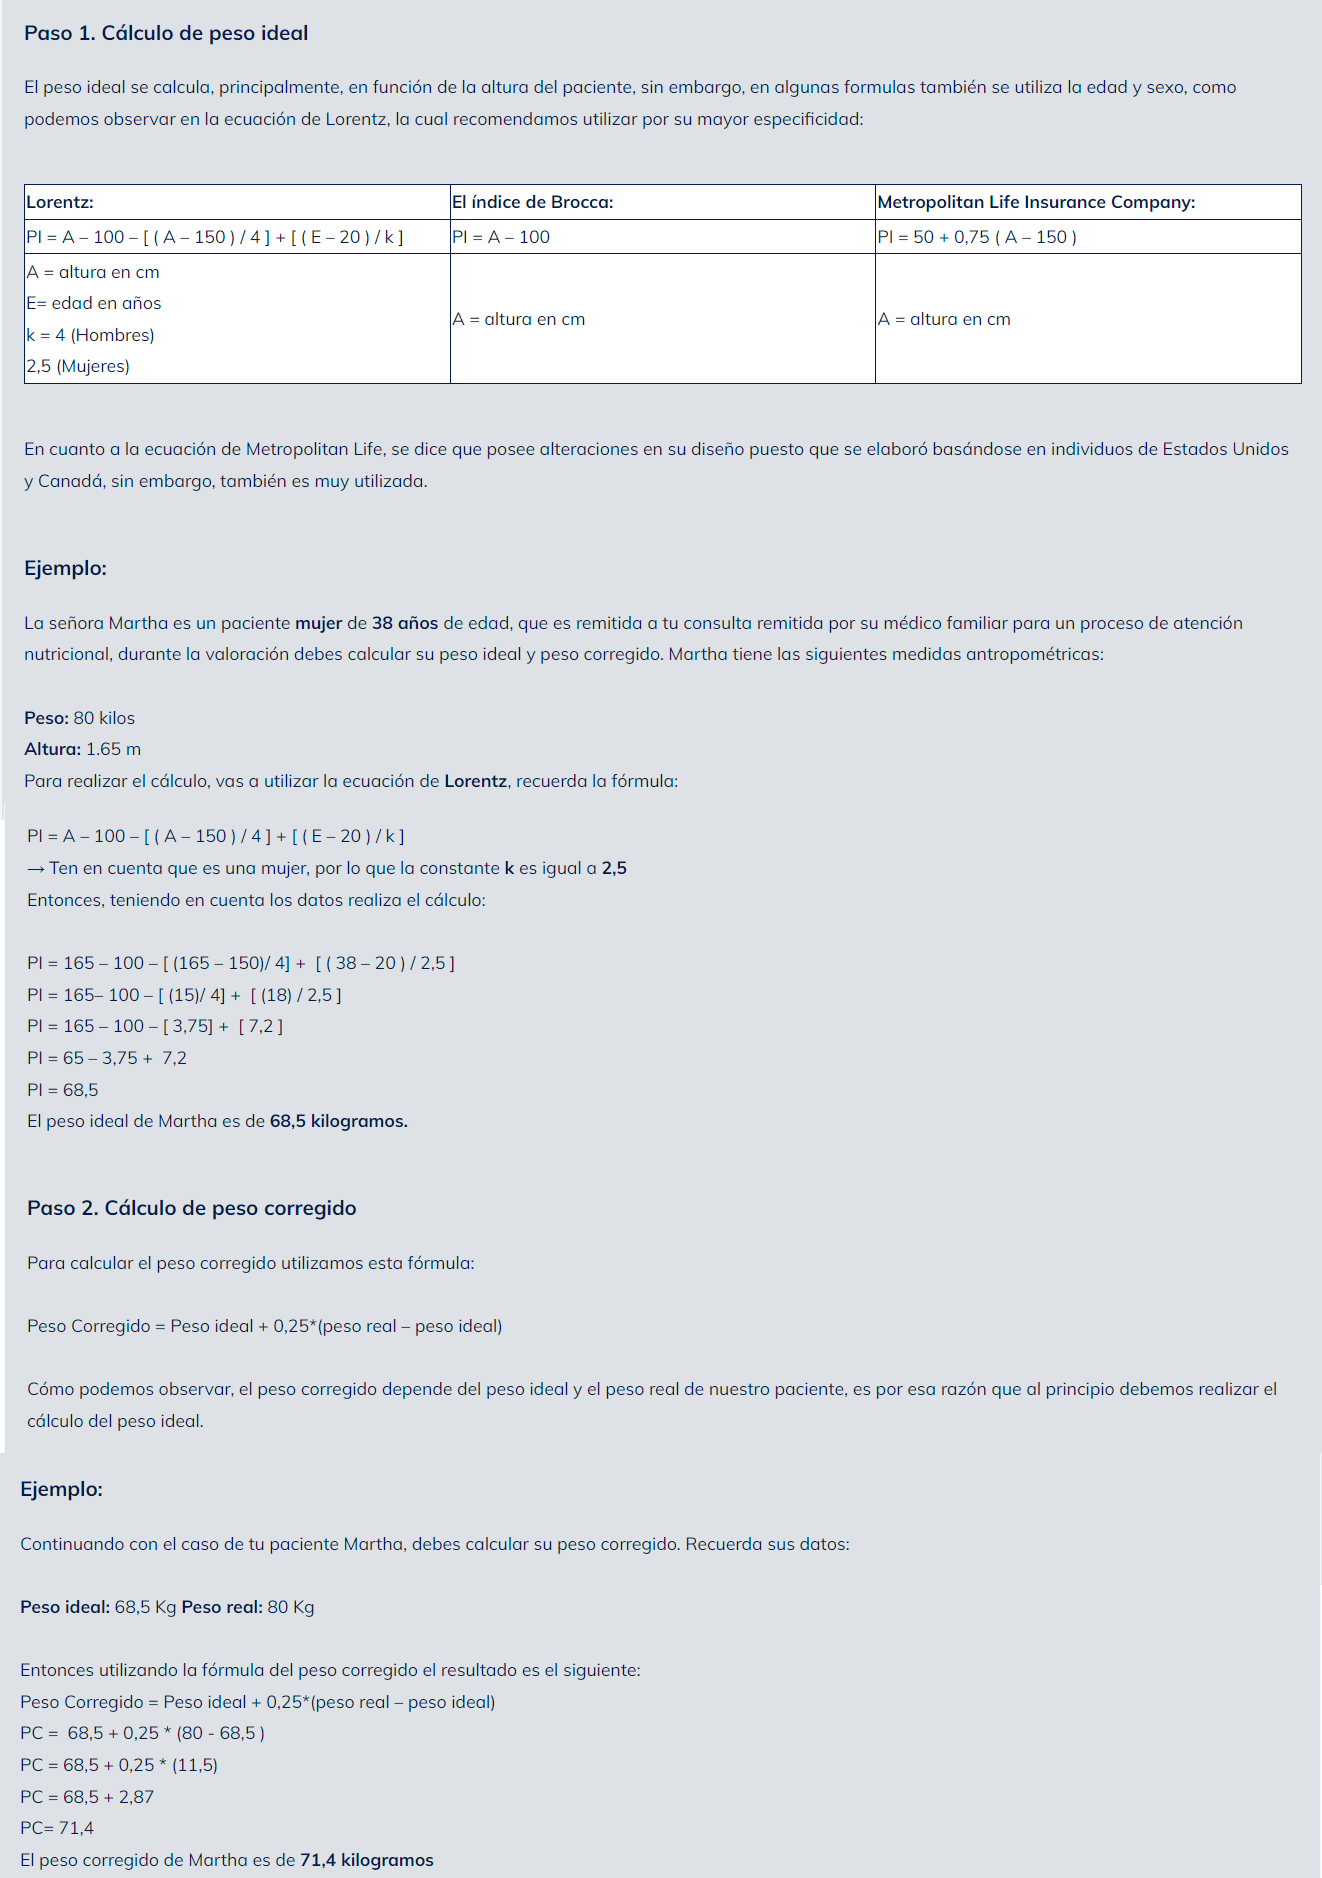 Paso 1. Cálculo de peso ideal
El peso ideal se calcula, principalmente, en función de la altura del paciente, sin embargo, en algunas formulas también se utiliza la edad y sexo, como
podemos observar en la ecuación de Lorentz, la cual recomendamos utilizar por su mayor especificidad:
Lorentz:
El índice de Brocca:
Metropolitan Life Insurance Company:
PI = A – 100 – [ ( A – 150 ) / 4 ] + [ ( E – 20 ) / k ]
PI = A – 100
PI = 50 + 0,75 ( A – 150 )
A = altura en cm
E= edad en años
k = 4 (Hombres)
2,5 (Mujeres)
A = altura en cm
A = altura en cm
En cuanto a la ecuación de Metropolitan Life, se dice que posee alteraciones en su diseño puesto que se elaboró basándose en individuos de Estados Unidos
y Canadá, sin embargo, también es muy utilizada.
Ejemplo:
La señora Martha es un paciente mujer de 38 años de edad, que es remitida a tu consulta remitida por su médico familiar para un proceso de atención
nutricional, durante la valoración debes calcular su peso ideal y peso corregido. Martha tiene las siguientes medidas antropométricas:
Peso: 80 kilos
Altura: 1.65 m
Para realizar el cálculo, vas a utilizar la ecuación de Lorentz, recuerda la fórmula:
PI = A – 100 – [ ( A – 150 ) / 4 ] + [ ( E – 20 ) / k ]
→ Ten en cuenta que es una mujer, por lo que la constante k es igual a 2,5
Entonces, teniendo en cuenta los datos realiza el cálculo:
PI = 165 – 100 – [ (165 – 150)/ 4] +  [ ( 38 – 20 ) / 2,5 ]
PI = 165– 100 – [ (15)/ 4] +  [ (18) / 2,5 ]
PI = 165 – 100 – [ 3,75] +  [ 7,2 ]
PI = 65 – 3,75 +  7,2
PI = 68,5
El peso ideal de Martha es de 68,5 kilogramos.
Paso 2. Cálculo de peso corregido
Para calcular el peso corregido utilizamos esta fórmula:
Peso Corregido = Peso ideal + 0,25*(peso real – peso ideal)
Cómo podemos observar, el peso corregido depende del peso ideal y el peso real de nuestro paciente, es por esa razón que al principio debemos realizar el
cálculo del peso ideal.
Ejemplo:
Continuando con el caso de tu paciente Martha, debes calcular su peso corregido. Recuerda sus datos:
Peso ideal: 68,5 Kg Peso real: 80 Kg
Entonces utilizando la fórmula del peso corregido el resultado es el siguiente:
Peso Corregido = Peso ideal + 0,25*(peso real – peso ideal)
PC =  68,5 + 0,25 * (80 - 68,5 )
PC = 68,5 + 0,25 * (11,5)
PC = 68,5 + 2,87
PC= 71,4
El peso corregido de Martha es de 71,4 kilogramos